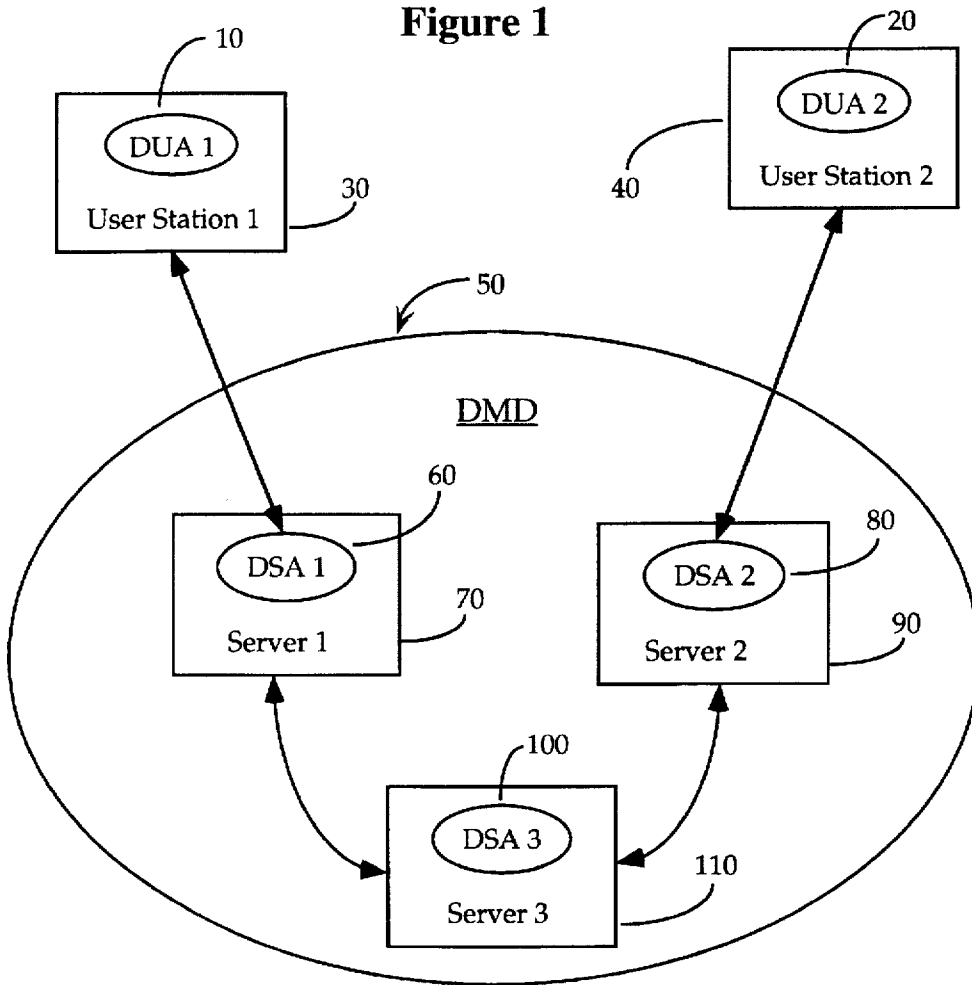 Figure 1
10
DUA 1
User Station 1
30
20
DUA 2
User Station 2
40
50
DMD
60
DSA 1
Server 1
70
80
DSA 2
Server 2
90
100
DSA 3
Server 3
110